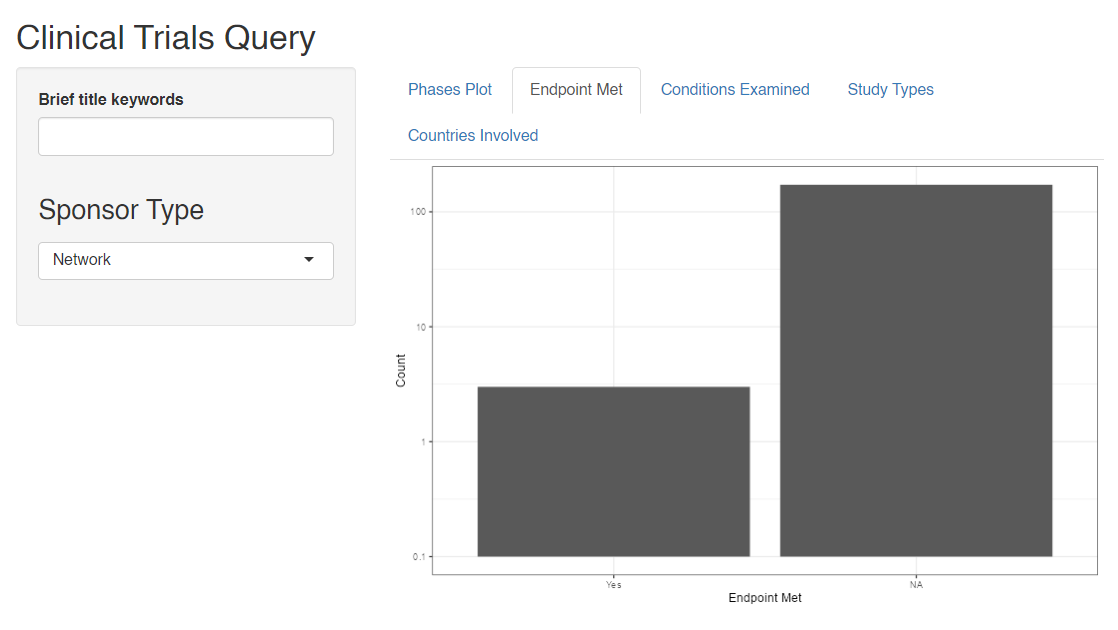 Clinical Trials Query
Brief title keywords
Sponsor Type
Network
Phases Plot
Endpoint Met
Conditions Examined
Study Types
Countries Involved
Count
100
10
1
0.1
Yes
NA
Endpoint Met